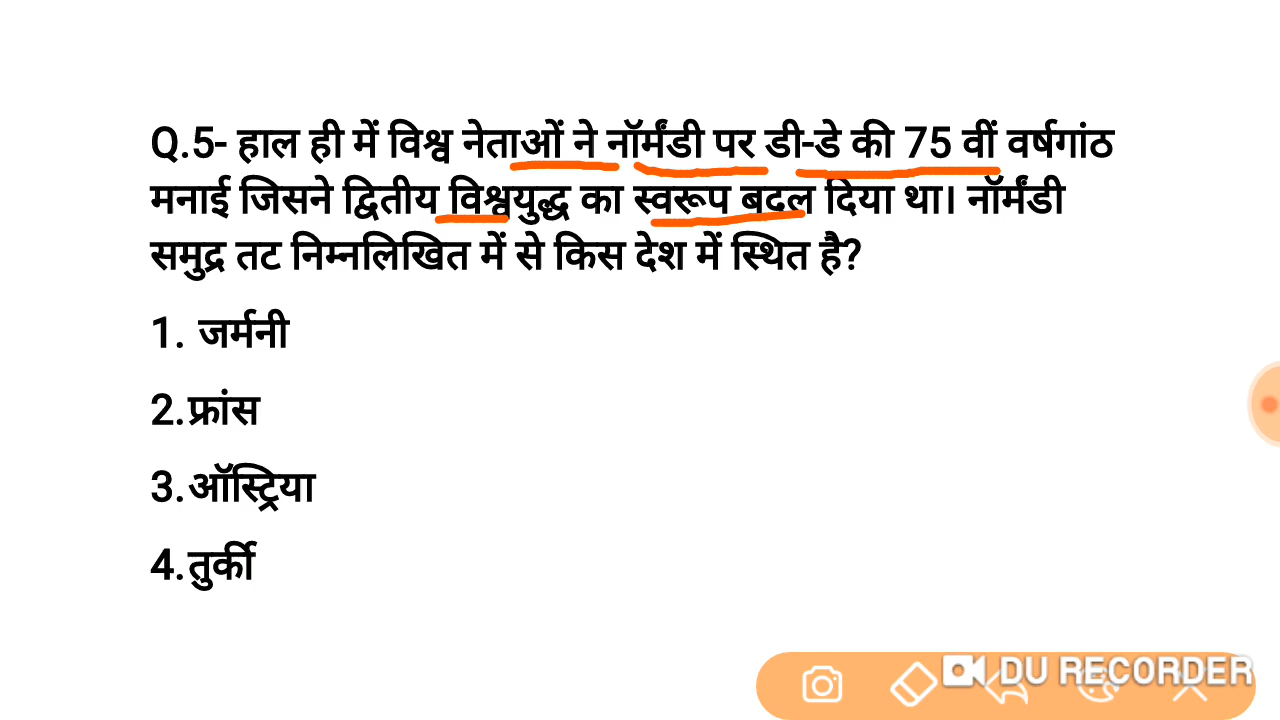 Q.5- हाल ही में विश्व नेताओं ने नॉर्मंडी पर डी-डे की 75 वीं वर्षगांठ
मनाई जिसने द्वितीय विश्वयुद्ध का स्वरूप बदल दिया था। नॉर्मंडी
समुद्र तट निम्नलिखित में से किस देश में स्थित है?
1. जर्मनी
2.फ्रांस
3.ऑस्ट्रिया
4.तुर्की
DU RECORDER